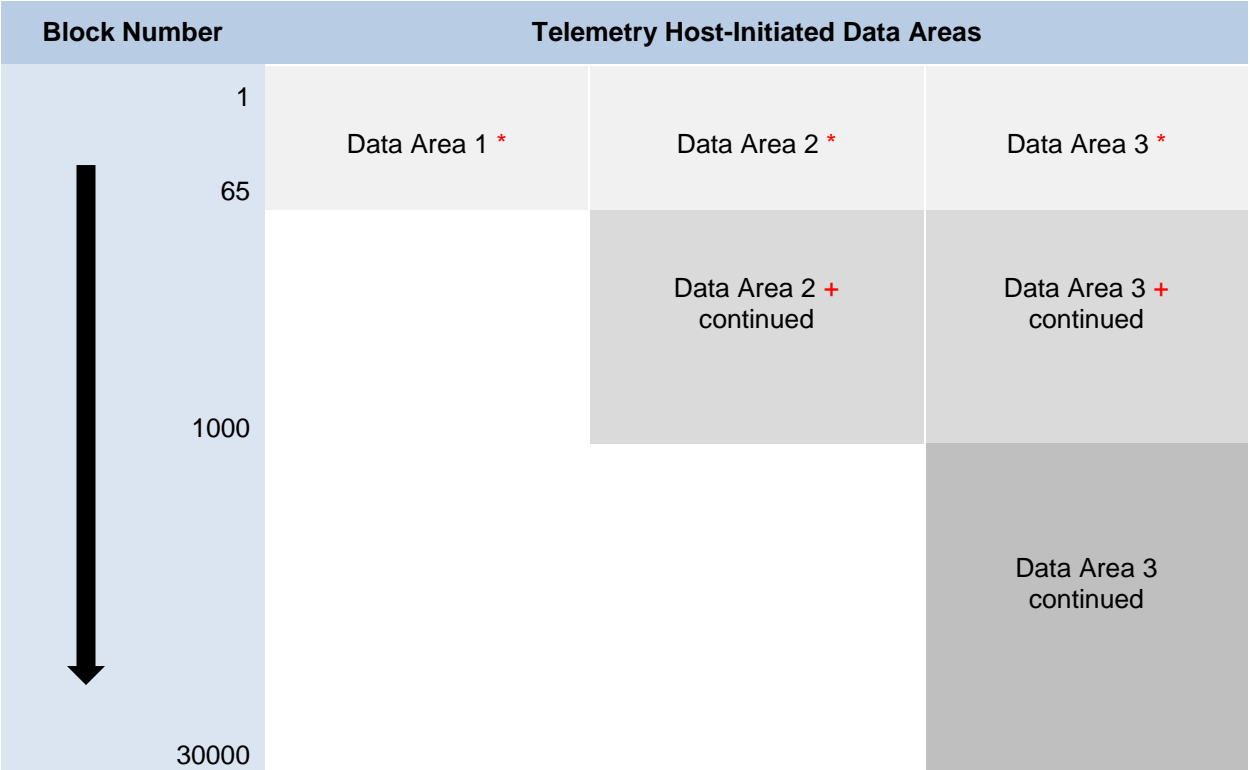 Block Number Telemetry Host-Initiated Data Areas
1
Data Area 1 * Data Area 2 * Data Area 3 *
65
Data Area 2 + Data Area 3 +
continued continued
1000
Data Area 3
continued
30000